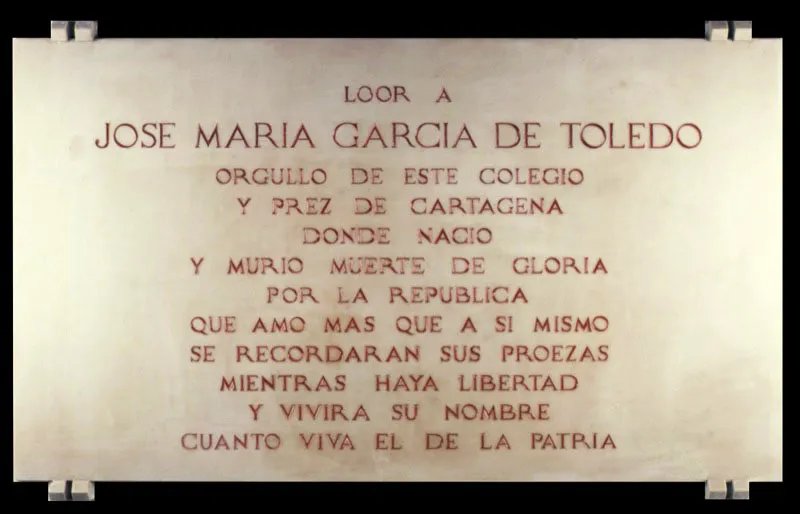 LOOR A
JOSE MARIA GARCIA DE TOLEDO
ORGULLO DE ESTE COLEGIO
Y PREZ DE CARTAGENA
DONDE NACIO
Y MURIO MUERTE DE GLORIA
POR LA REPUBLICA
QUE AMO MAS QUE A SI MISMO
SE RECORDARAN SUS PROEZAS
MIENTRAS HAYA LIBERTAD
Y VIVIRA SU NOMBRE
CUANTO VIVA EL DE LA PATRIA